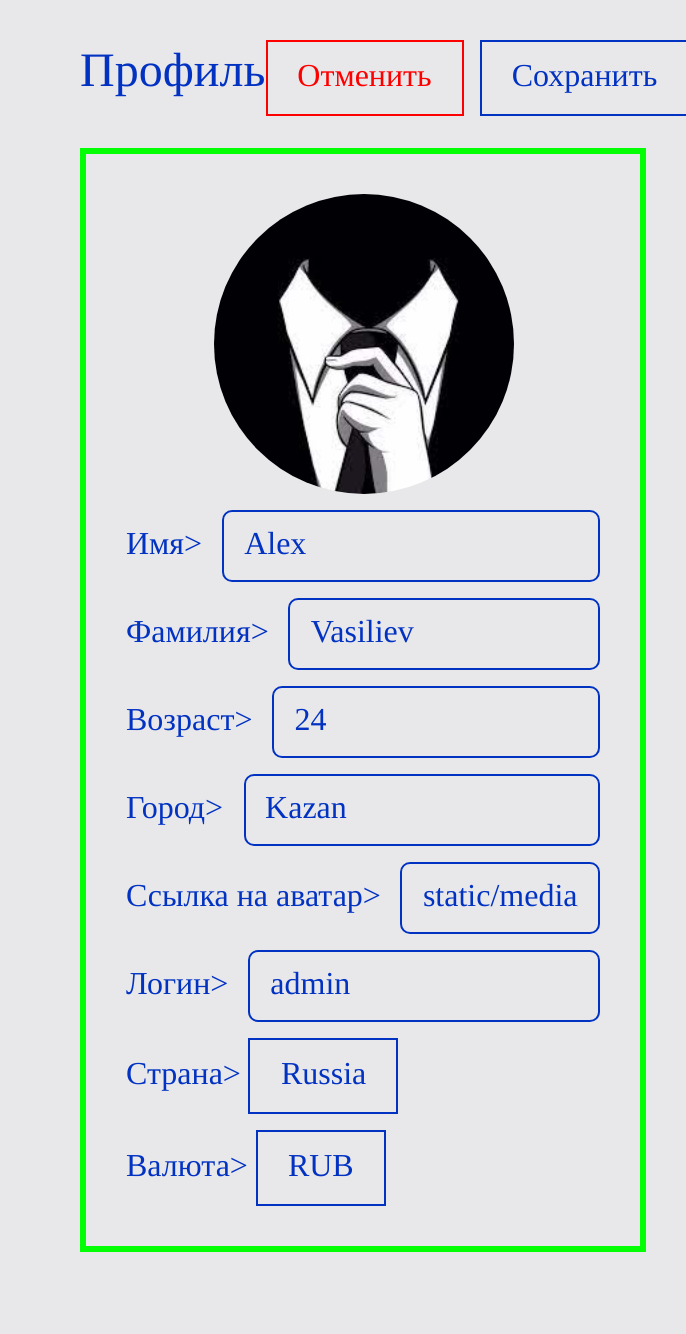 Профиль Отменить Сохранить
Имя> Alex
Фамилия> Vasiliev
Возраст> 24
Город> Kazan
Ссылка на аватар> static/media
Логин> admin
Страна> Russia
Валюта> RUB